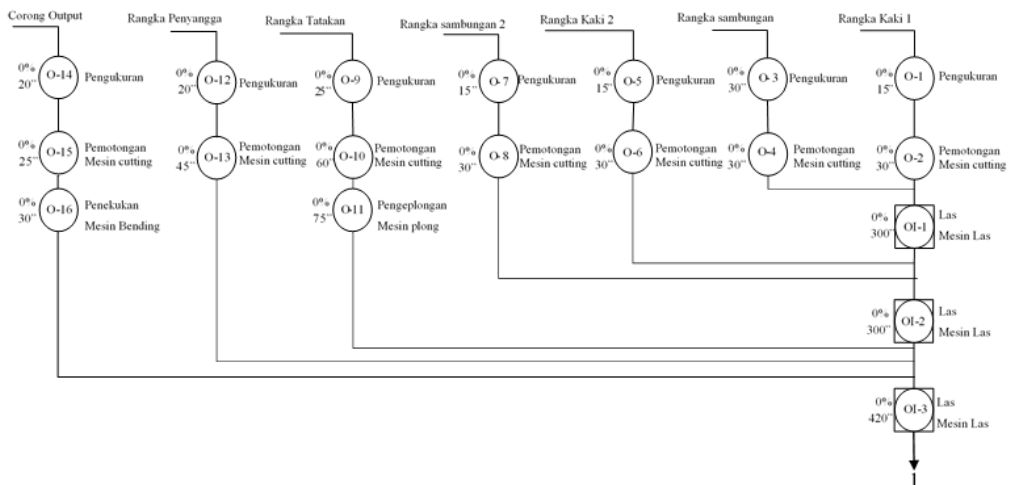 Corong Output
Rangka Penyangga
Rangka Tatakan
Rangka sambungan 2
Rangka Kaki 2
Rangka sambungan
Rangka Kaki 1
0%
20"
O-14
Pengukuran
0%
20"
O-12
Pengukuran
0%
25"
O-9
Pengukuran
0%
15"
O-7
Pengukuran
0%
15"
O-5
Pengukuran
0%
30"
O-3
Pengukuran
0%
15"
O-1
Pengukuran
0%
25"
O-15
Pemotongan
Mesin cutting
0%
45"
O-13
Pemotongan
Mesin cutting
0%
60"
O-10
Pemotongan
Mesin cutting
0%
30"
O-8
Pemotongan
Mesin cutting
0%
30"
O-6
Pemotongan
Mesin cutting
0%
30"
O-4
Pemotongan
Mesin cutting
0%
30"
O-2
Pemotongan
Mesin cutting
0%
30"
O-16
Penekukan
Mesin Bending
0%
75"
O-11
Pengeplongan
Mesin plong
0%
300"
OI-1
Las
Mesin Las
0%
300"
OI-2
Las
Mesin Las
0%
420"
OI-3
Las
Mesin Las
1